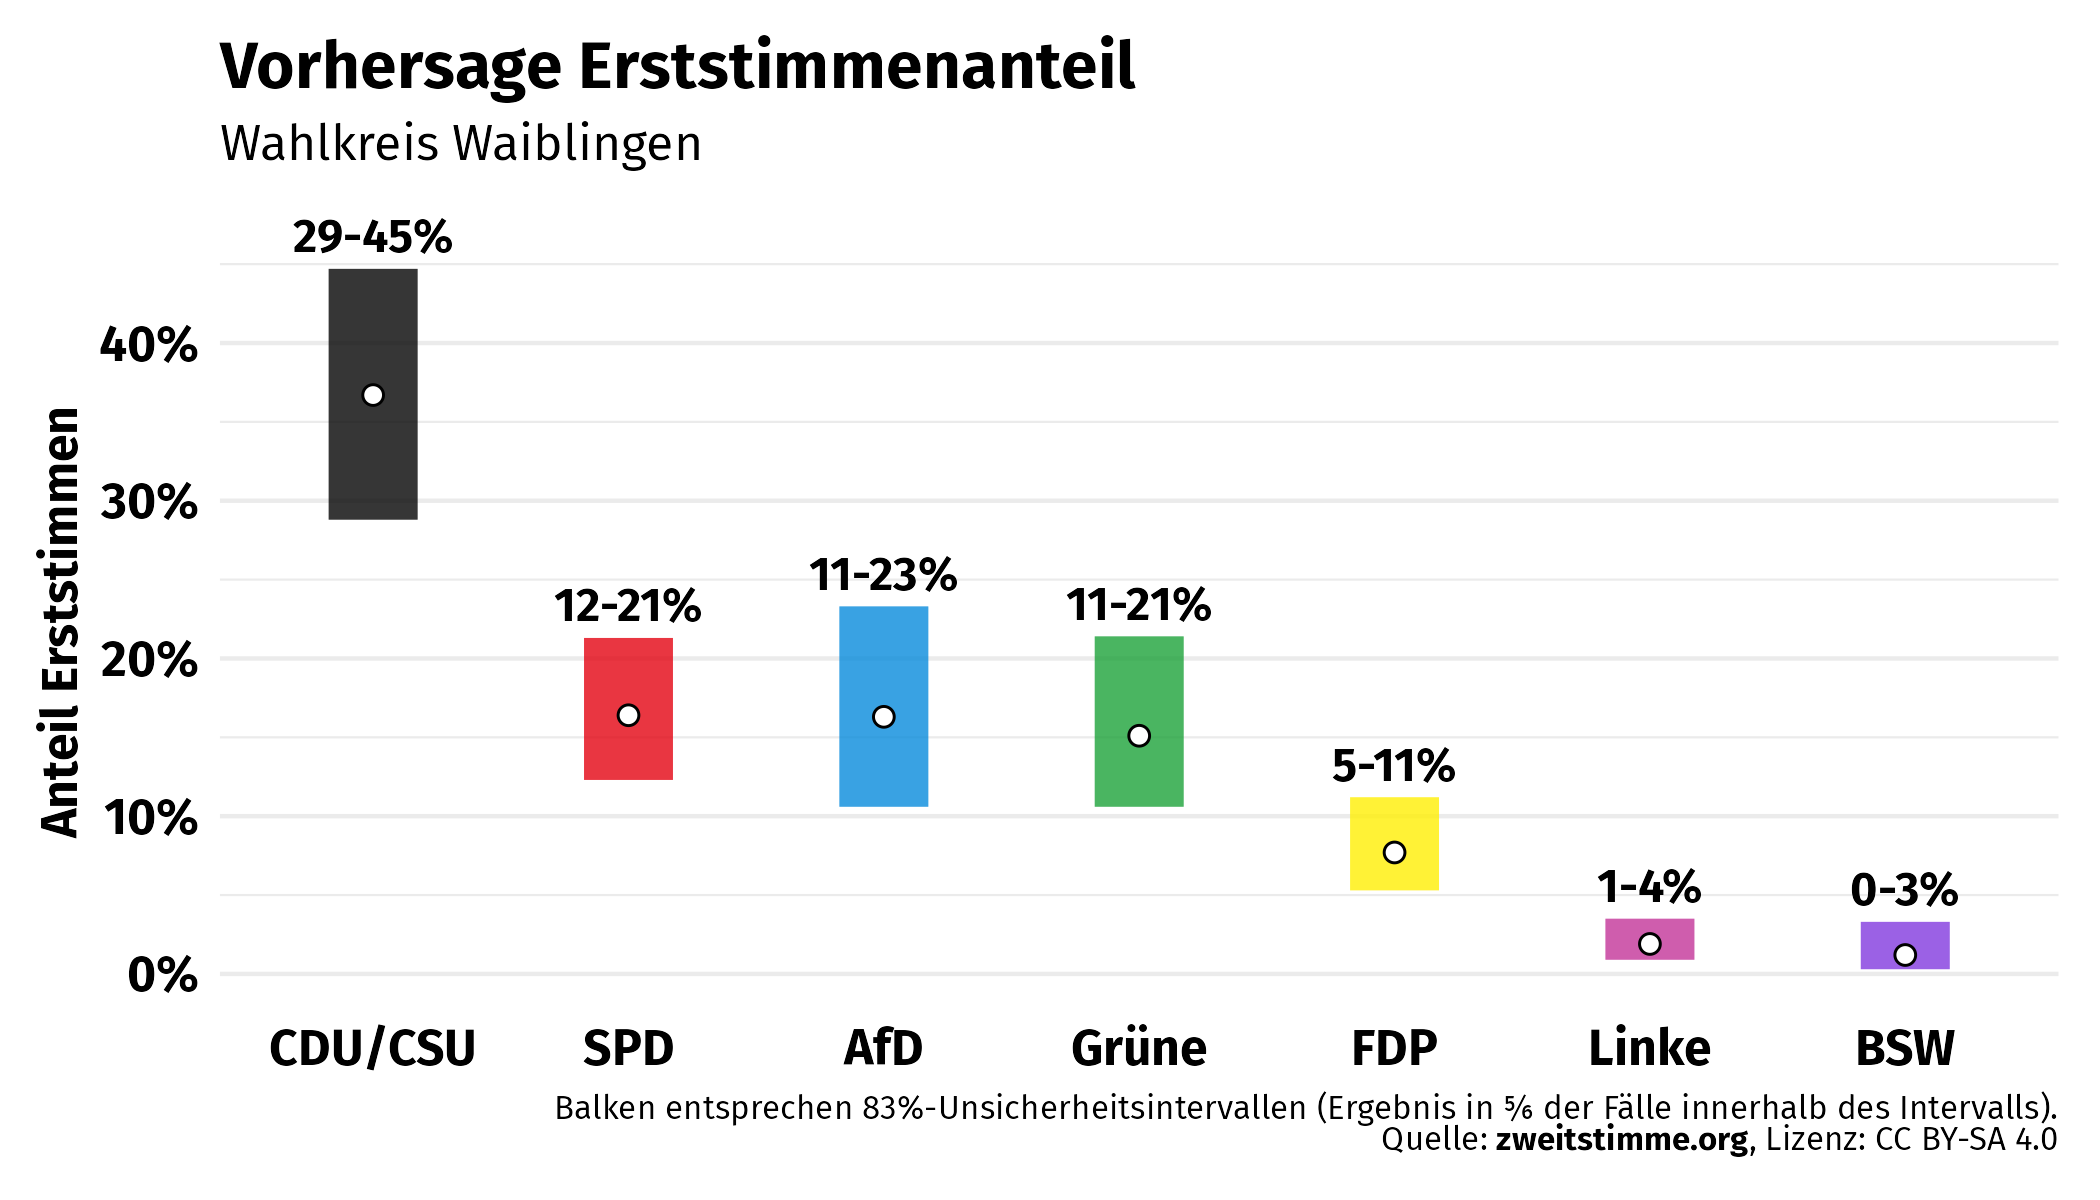 Vorhersage Erststimmenanteil
Wahlkreis Waiblingen
Anteil Erststimmen
40%
30%
20%
10%
0%
29-45%
12-21%
11-23%
11-21%
5-11%
1-4%
0-3%
CDU/CSU SPD AfD Grüne FDP Linke BSW
Balken entsprechen 83%-Unsicherheitsintervallen (Ergebnis in ⅚ der Fälle innerhalb des Intervalls).
Quelle: zweitstimme.org, Lizenz: CC BY-SA 4.0